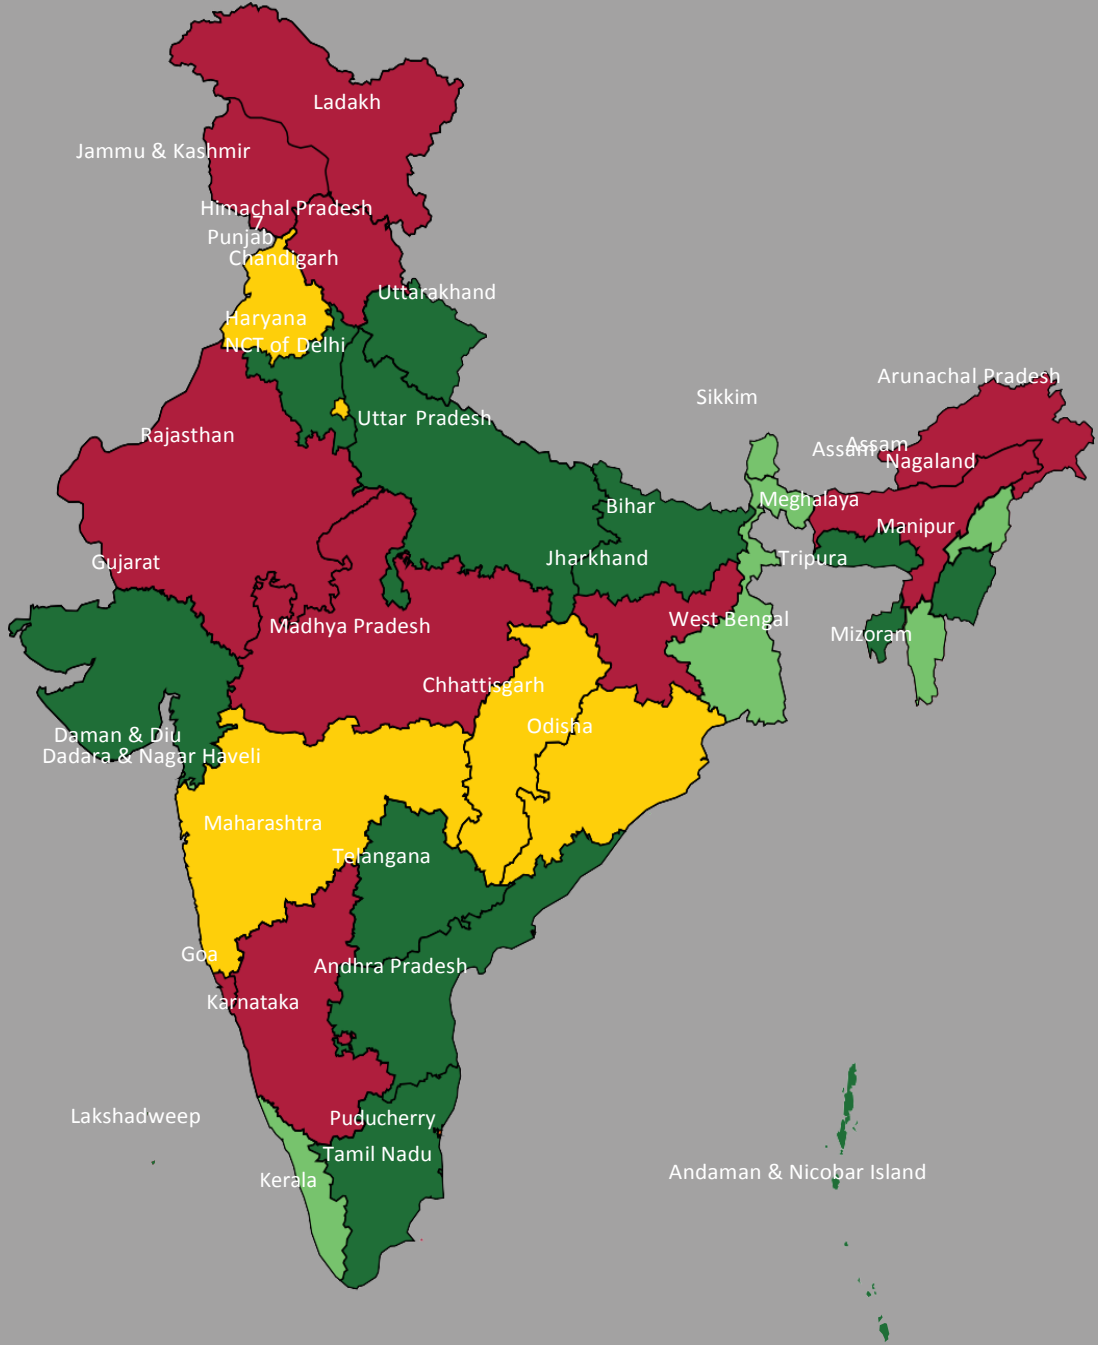 Ladakh
Jammu & Kashmir
Himachal Pradesh
7
Punjab
Chandigarh
Uttarakhand
Haryana
NCT of Delhi
Arunachal Pradesh
Sikkim
Uttar Pradesh
Rajasthan
Assam
Assam
Nagaland
Meghalaya
Bihar
Manipur
Jharkhand
Tripura
Gujarat
West Bengal
Madhya Pradesh
Mizoram
Chhattisgarh
Odisha
Daman & Diu
Dadara & Nagar Haveli
Maharashtra
Telangana
Goa
Andhra Pradesh
Karnataka
Lakshadweep
Puducherry
Tamil Nadu
Andaman & Nicobar Island
Kerala